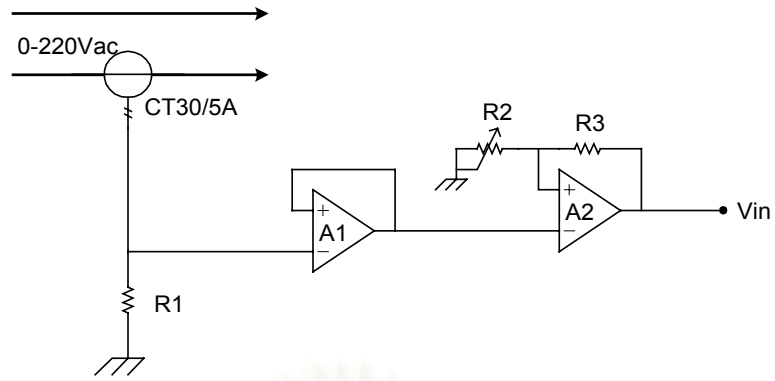 0-220Vac
CT30/5A
R2
R3
+
A1
−
+
A2
−
Vin
R1